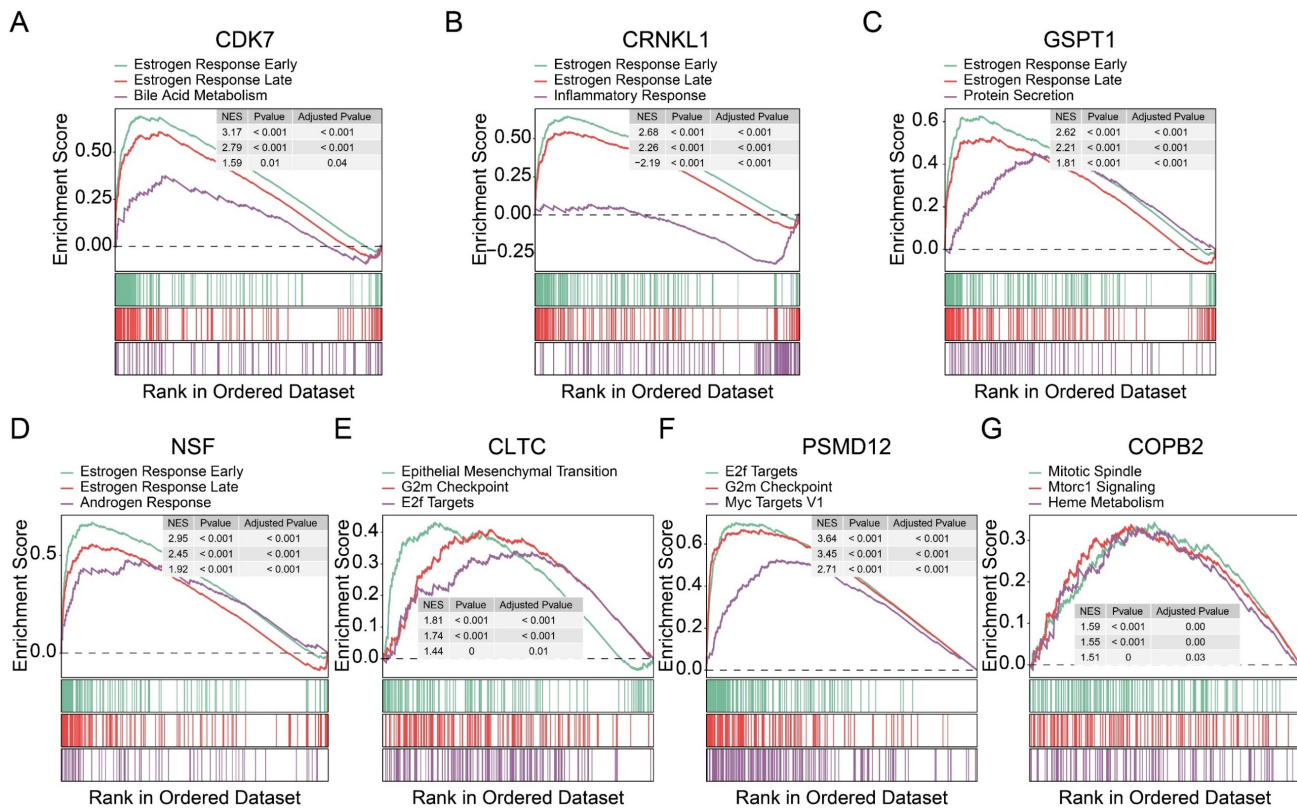 A
CDK7
Estrogen Response Early
Estrogen Response Late
Bile Acid Metabolism
NES Pvalue Adjusted Pvalue
3.17 < 0.001 < 0.001
2.79 < 0.001 < 0.001
1.59 0.01 0.04
Enrichment Score
0.50
0.25
0.00
Rank in Ordered Dataset
B
CRNKL1
Estrogen Response Early
Estrogen Response Late
Inflammatory Response
NES Pvalue Adjusted Pvalue
2.68 < 0.001 < 0.001
2.26 < 0.001 < 0.001
−2.19 < 0.001 < 0.001
Enrichment Score
0.50
0.25
0.00
−0.25
Rank in Ordered Dataset
C
GSPT1
Estrogen Response Early
Estrogen Response Late
Protein Secretion
NES Pvalue Adjusted Pvalue
2.62 < 0.001 < 0.001
2.21 < 0.001 < 0.001
1.81 < 0.001 < 0.001
Enrichment Score
0.6
0.4
0.2
0.0
Rank in Ordered Dataset
D
NSF
Estrogen Response Early
Estrogen Response Late
Androgen Response
NES Pvalue Adjusted Pvalue
2.95 < 0.001 < 0.001
2.45 < 0.001 < 0.001
1.92 < 0.001 < 0.001
Enrichment Score
0.5
0.0
Rank in Ordered Dataset
E
CLTC
Epithelial Mesenchymal Transition
G2m Checkpoint
E2f Targets
NES Pvalue Adjusted Pvalue
1.81 < 0.001 < 0.001
1.74 < 0.001 < 0.001
1.44 0 0.01
Enrichment Score
0.4
0.3
0.2
0.1
0.0
Rank in Ordered Dataset
F
PSMD12
E2f Targets
G2m Checkpoint
Myc Targets V1
NES Pvalue Adjusted Pvalue
3.64 < 0.001 < 0.001
3.45 < 0.001 < 0.001
2.71 < 0.001 < 0.001
Enrichment Score
0.6
0.4
0.2
0.0
Rank in Ordered Dataset
G
COPB2
Mitotic Spindle
Mtorc1 Signaling
Heme Metabolism
NES Pvalue Adjusted Pvalue
1.59 < 0.001 0.00
1.55 < 0.001 0.00
1.51 0 0.03
Enrichment Score
0.3
0.2
0.1
0.0
Rank in Ordered Dataset